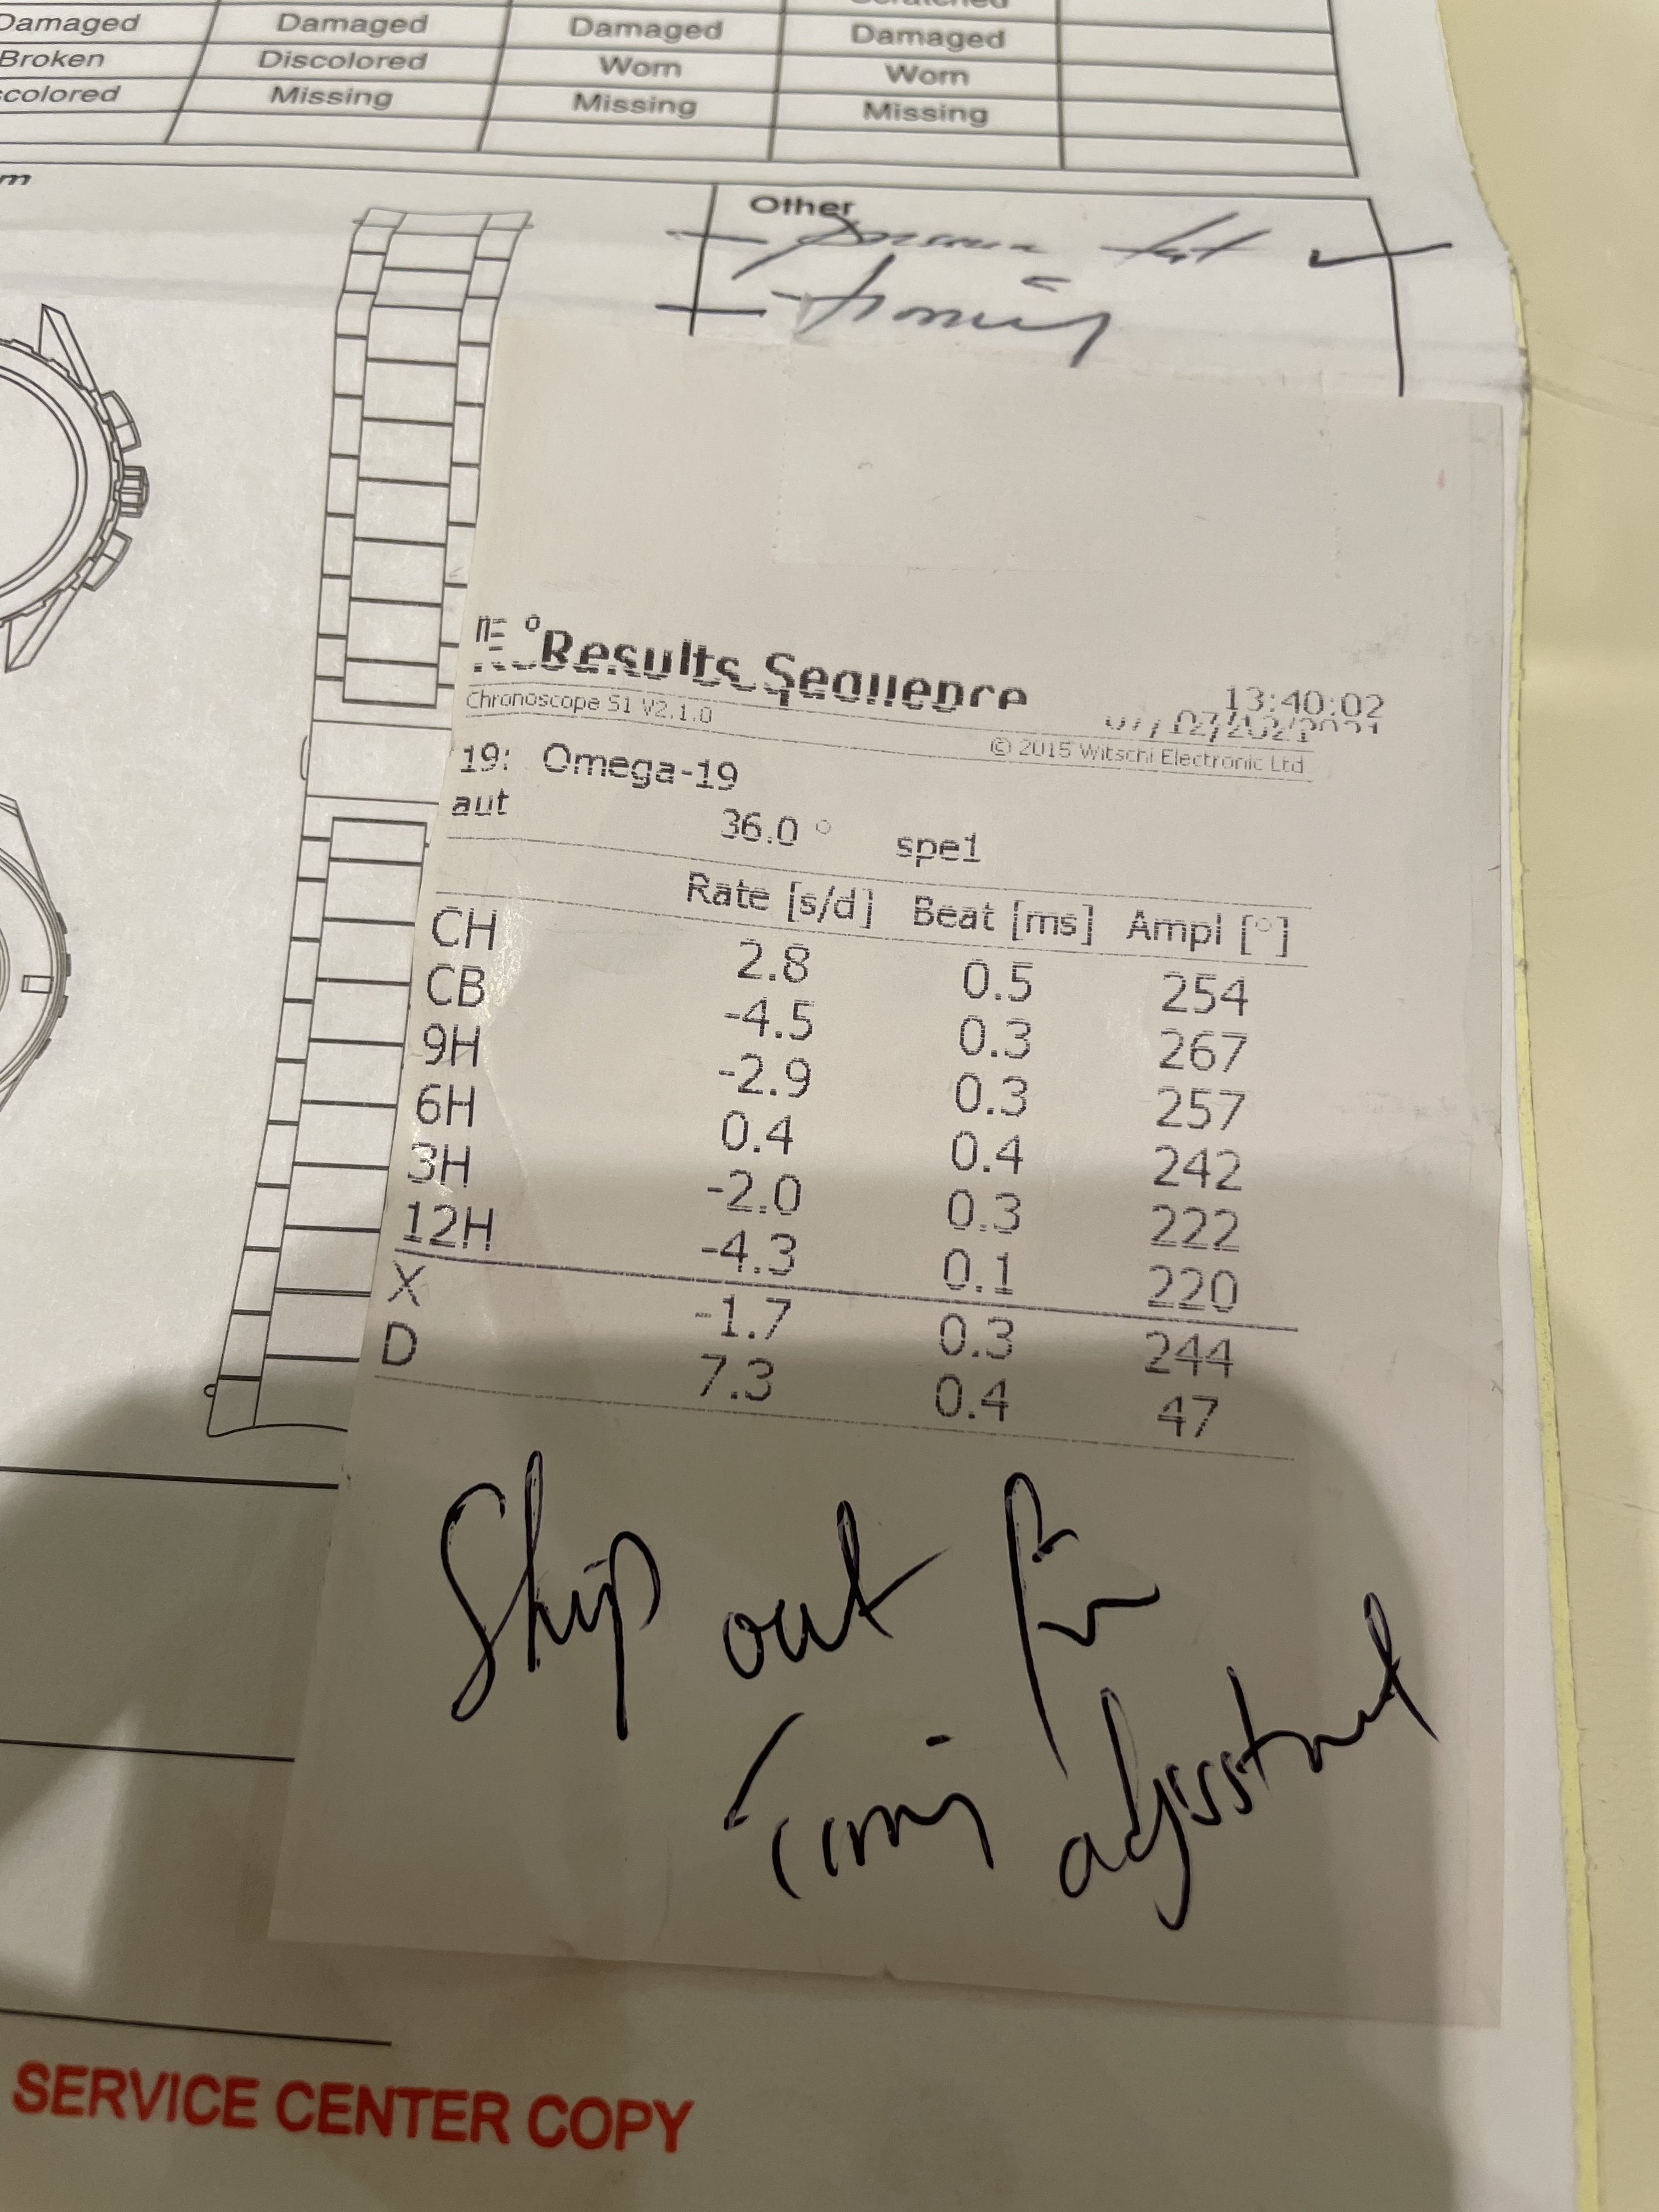 Damaged Damaged Damaged Damaged
Broken Discolored Worn Worn
Missing Missing Missing
Other
timing
Results Sequence
13:40:02
Chronoscope S1 V2.1.0
© 2015 Witschi Electronic Ltd
19: Omega-19
aut 36.0 ° spe1
Rate [s/d] Beat [ms] Ampl [°]
CH 2.8 0.5 254
CB -4.5 0.3 267
9H -2.9 0.3 257
6H 0.4 0.4 242
3H -2.0 0.3 222
12H -4.3 0.1 220
X -1.7 0.3 244
D 7.3 0.4 47
Ship out for
Timing adjustment
SERVICE CENTER COPY